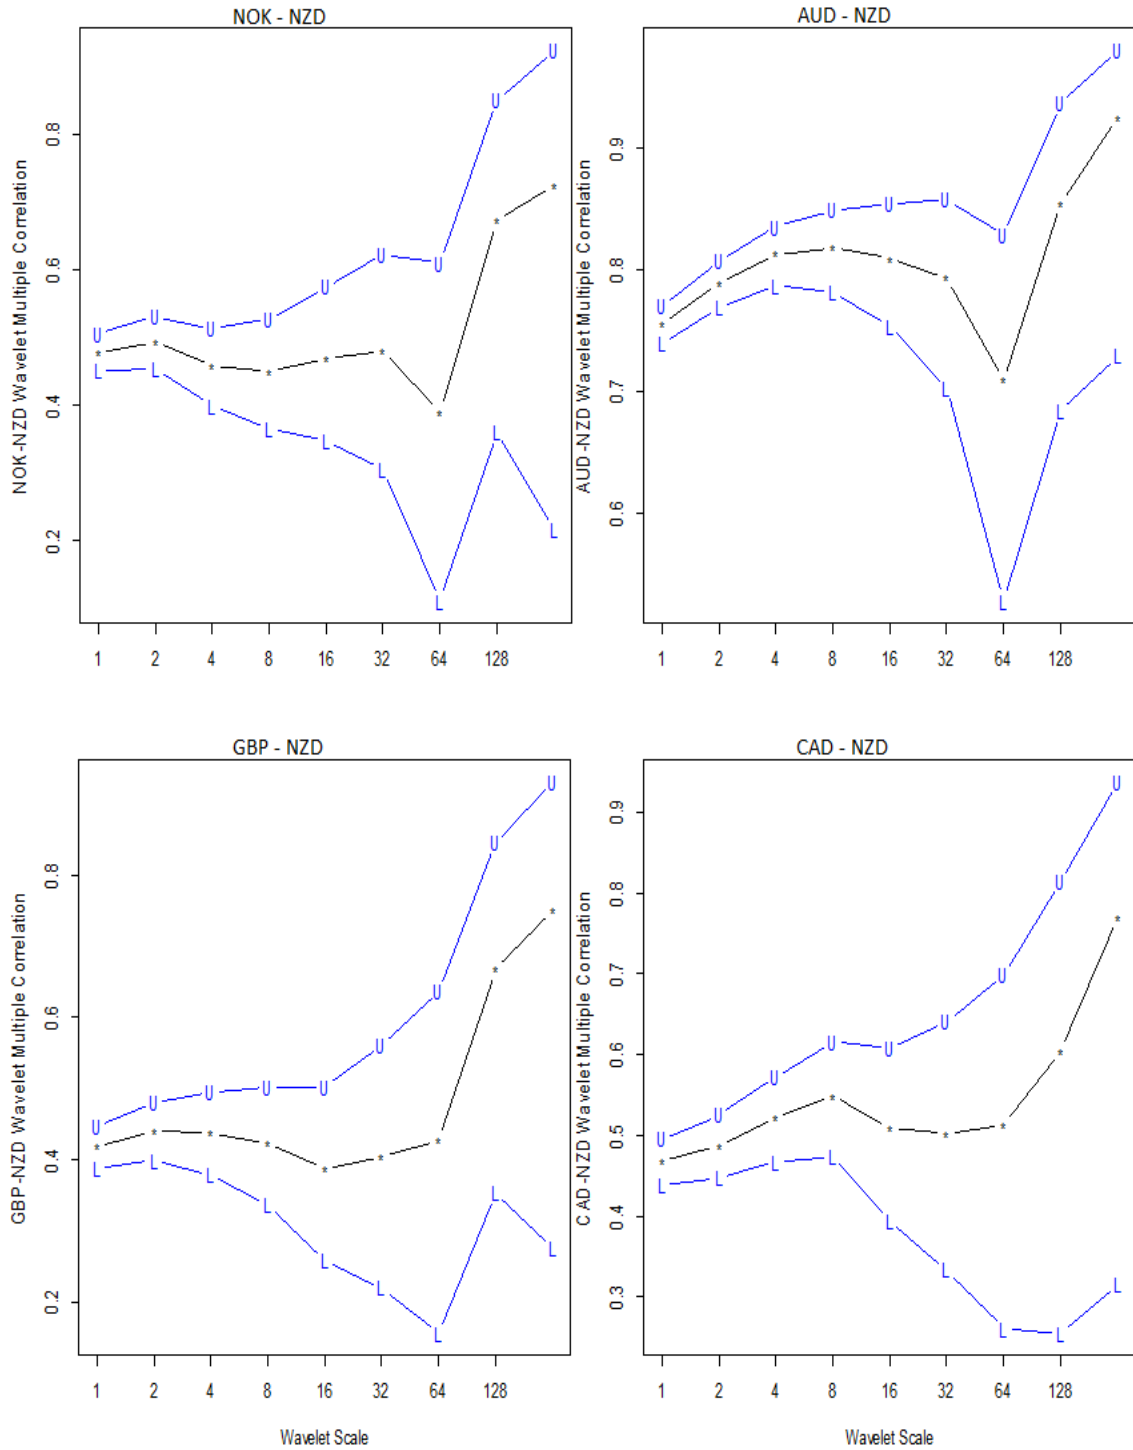 NOK - NZD
AUD - NZD
NOK-NZD Wavelet Multiple Correlation
0.8
0.6
0.4
0.2
U U U U U U U U U
* * * * * * * * *
L L L L L L L L L
1 2 4 8 16 32 64 128
AUD-NZD Wavelet Multiple Correlation
0.9
0.8
0.7
0.6
U U U U U U U U U
* * * * * * * * *
L L L L L L L L L
1 2 4 8 16 32 64 128
GBP - NZD
CAD - NZD
GBP-NZD Wavelet Multiple Correlation
0.8
0.6
0.4
0.2
U U U U U U U U U
* * * * * * * * *
L L L L L L L L L
1 2 4 8 16 32 64 128
Wavelet Scale
CAD-NZD Wavelet Multiple Correlation
0.9
0.8
0.7
0.6
0.5
0.4
0.3
U U U U U U U U U
* * * * * * * * *
L L L L L L L L L
1 2 4 8 16 32 64 128
Wavelet Scale